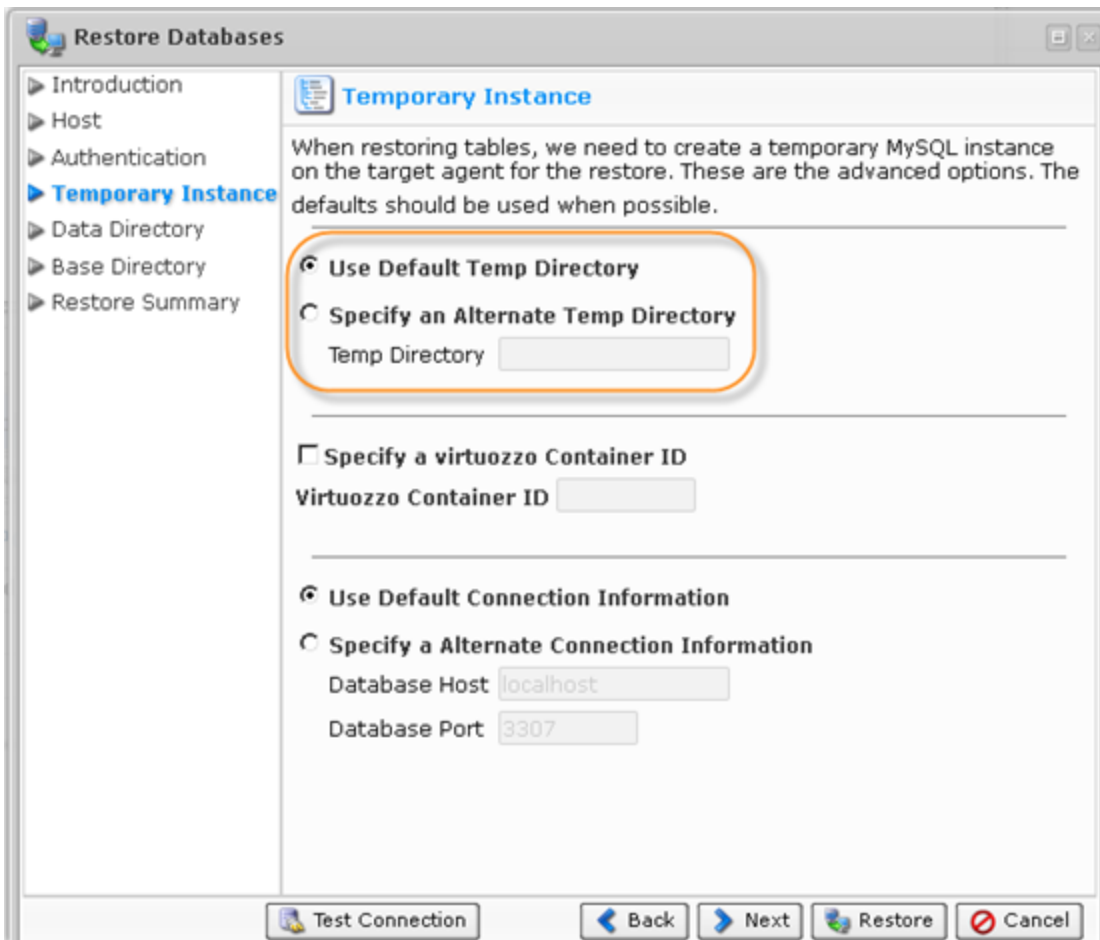 Restore Databases
Introduction
Host
Authentication
Temporary Instance
Data Directory
Base Directory
Restore Summary
Temporary Instance
When restoring tables, we need to create a temporary MySQL instance
on the target agent for the restore. These are the advanced options. The
defaults should be used when possible.
Use Default Temp Directory
Specify an Alternate Temp Directory
Temp Directory
Specify a virtuozzo Container ID
Virtuozzo Container ID
Use Default Connection Information
Specify a Alternate Connection Information
Database Host localhost
Database Port 3307
Test Connection Back Next Restore Cancel